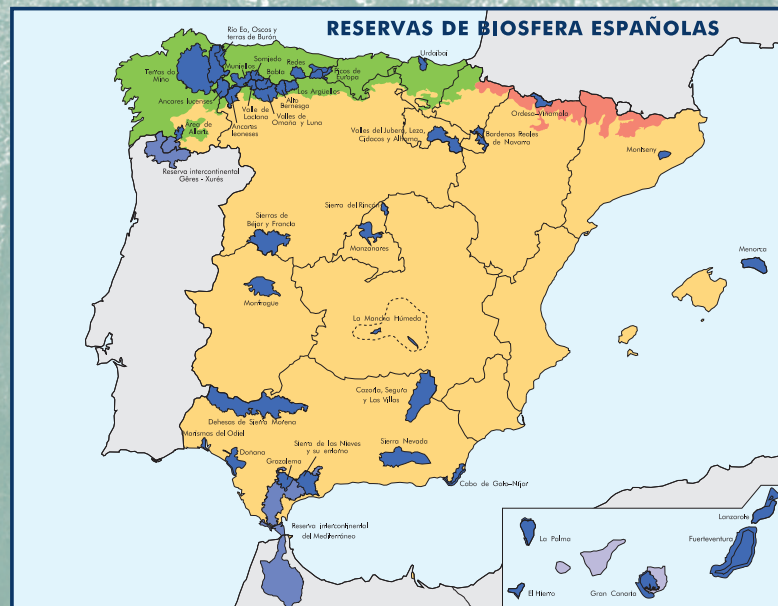 RESERVAS DE BIOSFERA ESPAÑOLAS
Río Eo, Oscos y
terras de Burón
Urdaibai
Terras do
Miño
Muniellos
Somiedo
Babia
Redes
Picos de
Europa
Los Argüellos
Ancares lucenses
Valle de
Laciana
Alto
Bernesga
Valles de
Omaña y Luna
Ancares
leoneses
Área de
Allariz
Reserva intercontinental
Gêres - Xurés
Valles del Jubera, Leza,
Cidacos y Alhama
Bardenas Reales
de Navarra
Ordesa-Viñamala
Montseny
Sierra del Rincón
Sierras de
Béjar y Francia
Manzanares
Menorca
Monfragüe
La Mancha Húmeda
Cazorla, Segura
y Las Villas
Dehesas de Sierra Morena
Marismas del Odiel
Doñana
Sierra de las Nieves
y su entorno
Grazalema
Sierra Nevada
Cabo de Gata-Níjar
Reserva intercontinental
del Mediterráneo
La Palma
Lanzarote
Fuerteventura
El Hierro
Gran Canaria